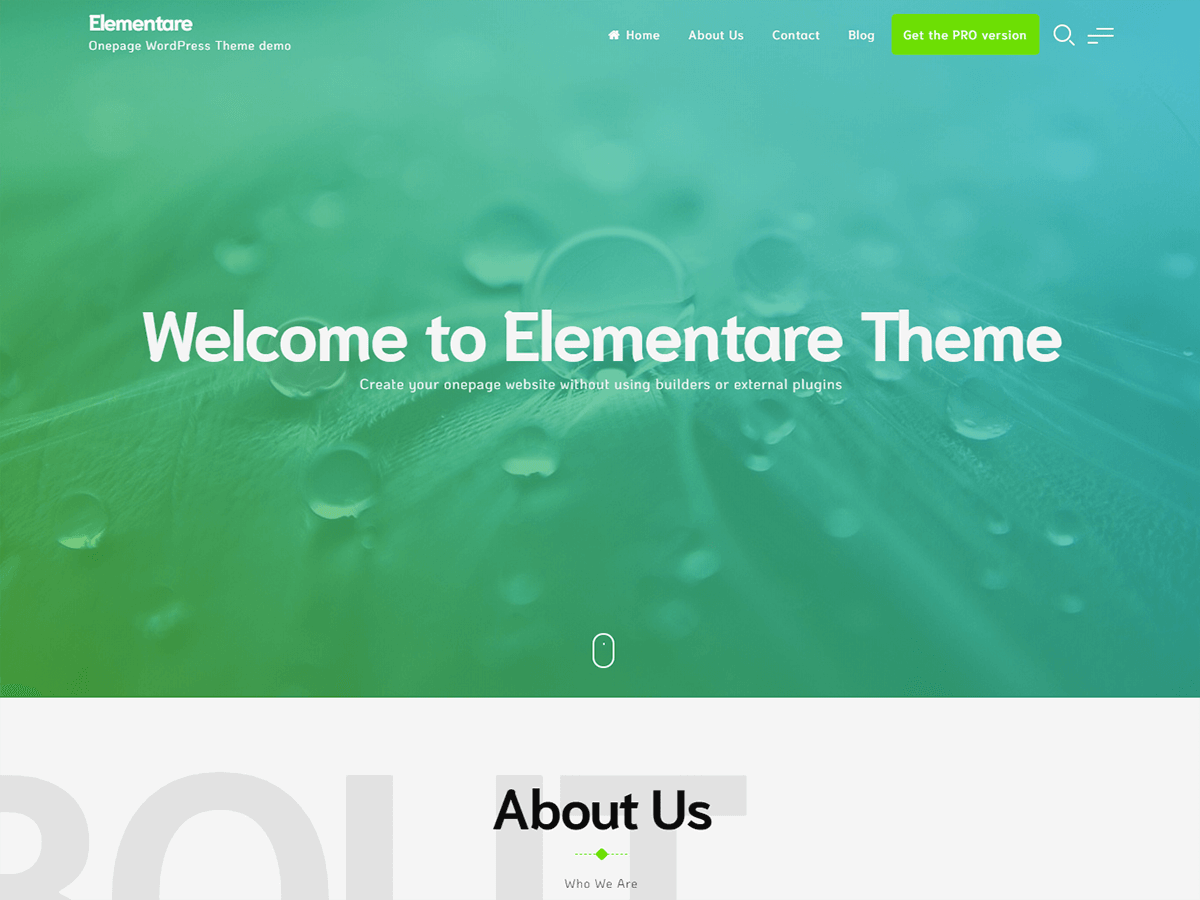 Elementare
Onepage WordPress Theme demo
Home About Us Contact Blog Get the PRO version
Welcome to Elementare Theme
Create your onepage website without using builders or external plugins
BOUT
About Us
Who We Are